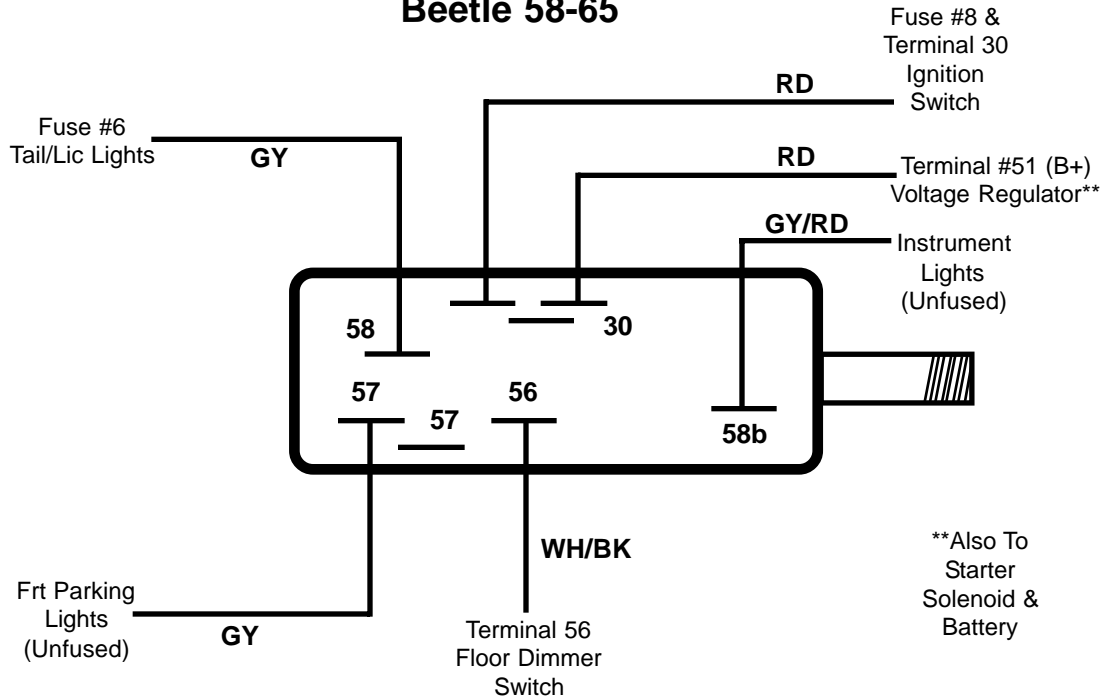 Beetle 58-65
Fuse #8 &
Terminal 30
Ignition
Switch
RD
Fuse #6
Tail/Lic Lights
GY
RD
Terminal #51 (B+)
Voltage Regulator**
GY/RD
Instrument
Lights
(Unfused)
58
30
57
57
56
58b
WH/BK
**Also To
Starter
Solenoid &
Battery
Frt Parking
Lights
(Unfused)
GY
Terminal 56
Floor Dimmer
Switch